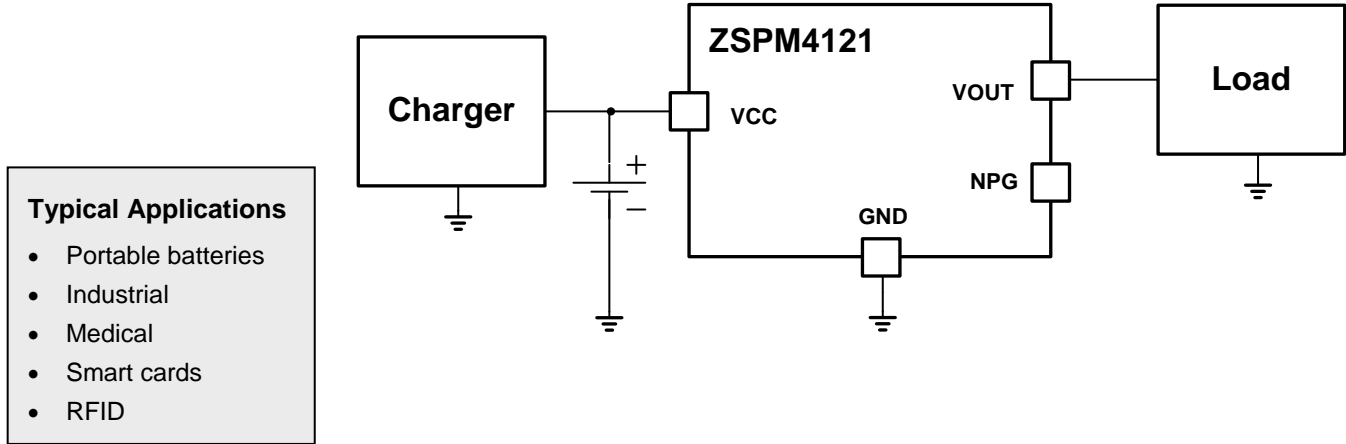 ZSPM4121
Charger
VCC
VOUT
Load
NPG
GND
+
−
Typical Applications
• Portable batteries
• Industrial
• Medical
• Smart cards
• RFID